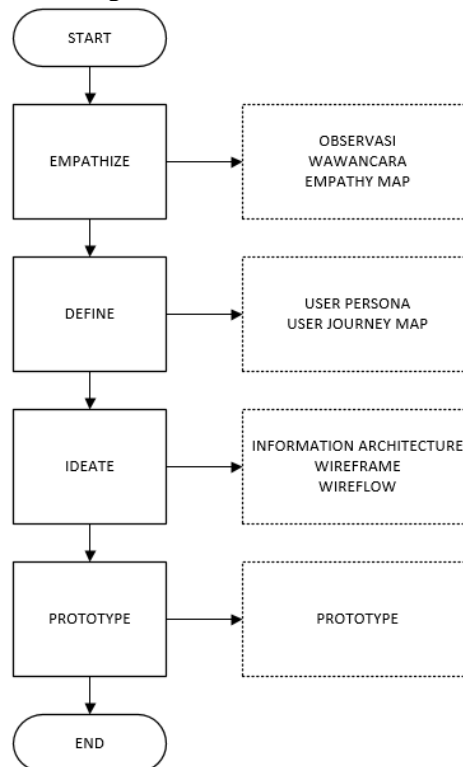 START
EMPATHIZE
OBSERVASI
WAWANCARA
EMPATHY MAP
DEFINE
USER PERSONA
USER JOURNEY MAP
IDEATE
INFORMATION ARCHITECTURE
WIREFRAME
WIREFLOW
PROTOTYPE
PROTOTYPE
END